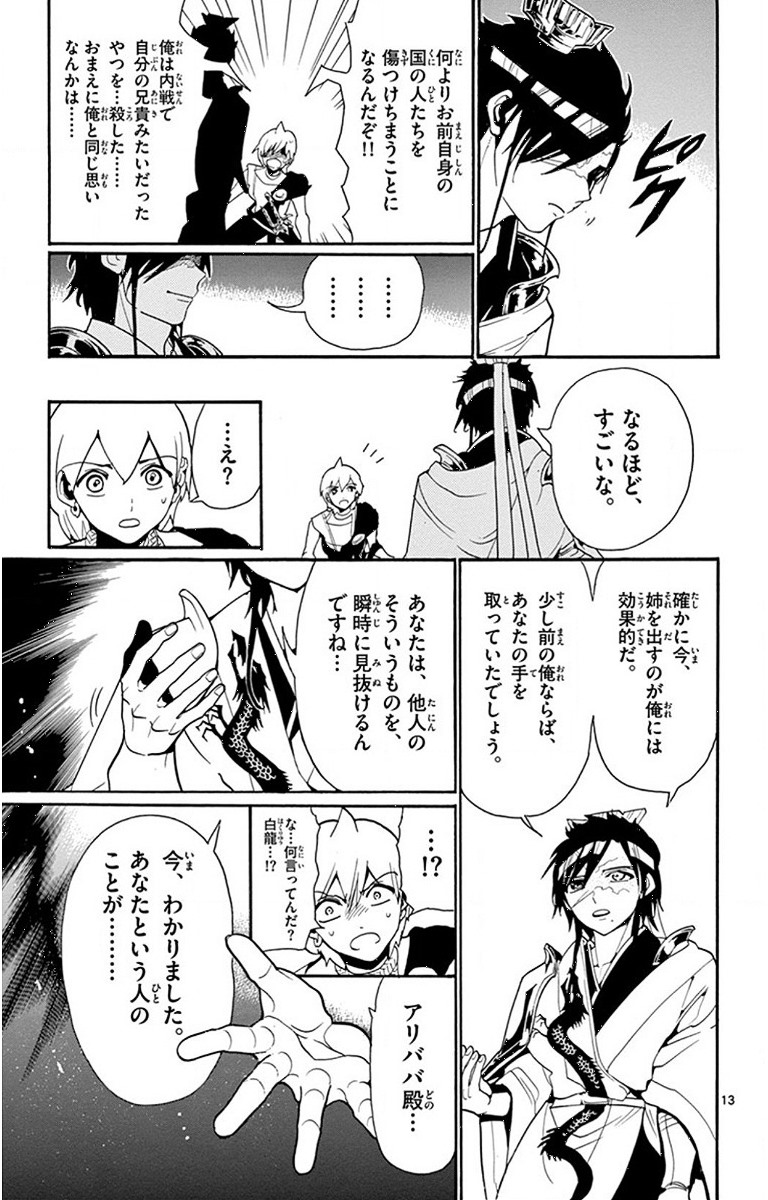 何よりお前自身の
国の人たちを
傷つけちまうことに
なるんだぞ!!
俺は内戦で
自分の兄貴みたいだった
やつを…殺した……
おまえに俺と同じ思い
なんかは……
ピク
………
………
なるほど、
すごいな。
…え?
確かに今、
姉を出すのが俺には
効果的だ。
少し前の俺ならば、
あなたの手を
取っていたでしょう。
あなたは、他人の
そういうものを、
瞬時に見抜けるん
ですね…
…!?
な…何言ってんだ?
白龍…!?
アリババ殿…
今、わかりました。
あなたという人の
ことが………
13